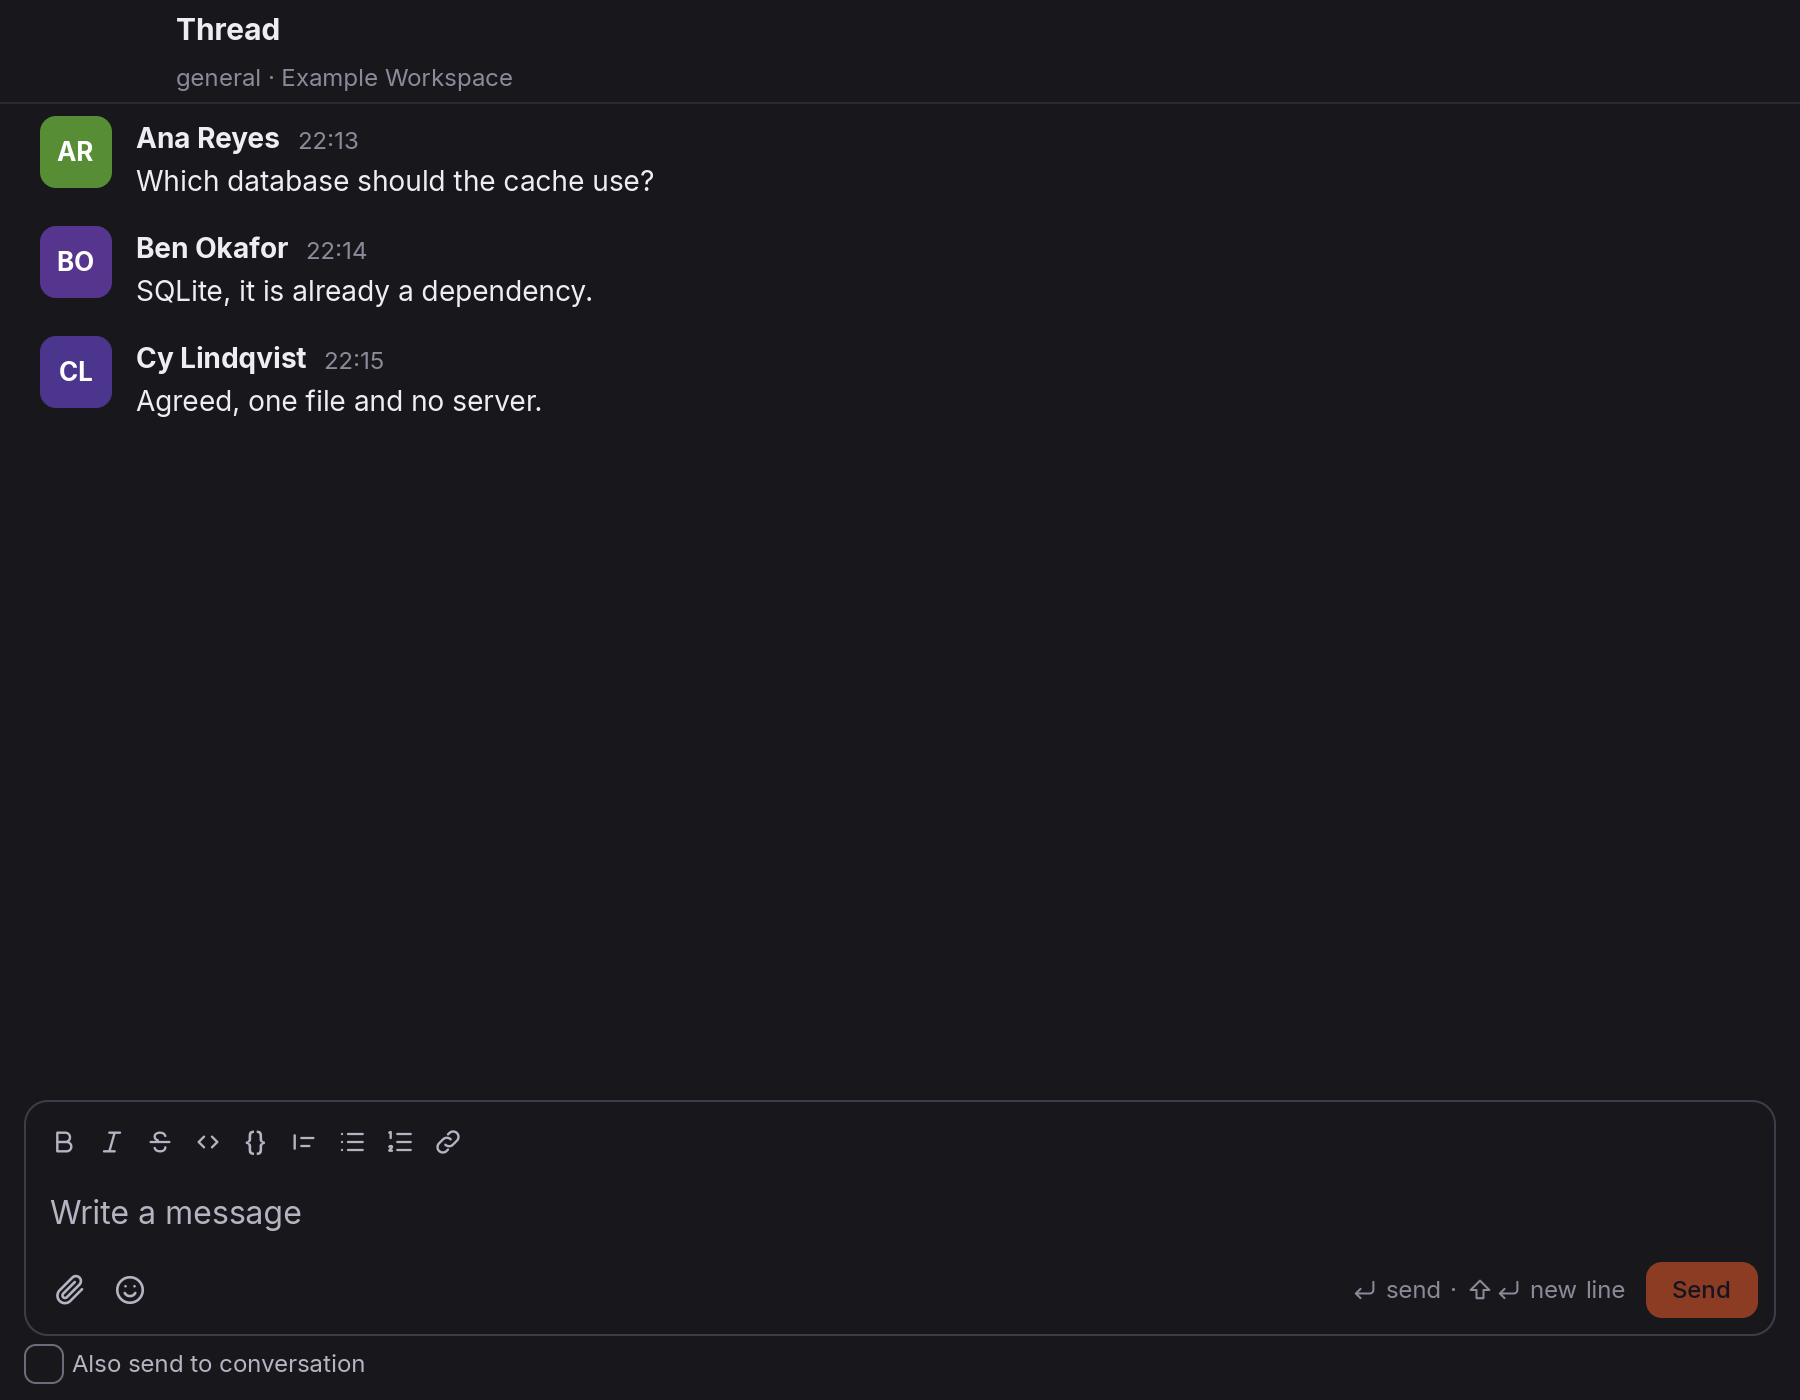 Thread
general · Example Workspace
AR
Ana Reyes 22:13
Which database should the cache use?
BO
Ben Okafor 22:14
SQLite, it is already a dependency.
CL
Cy Lindqvist 22:15
Agreed, one file and no server.
Write a message
send · new line
Send
Also send to conversation